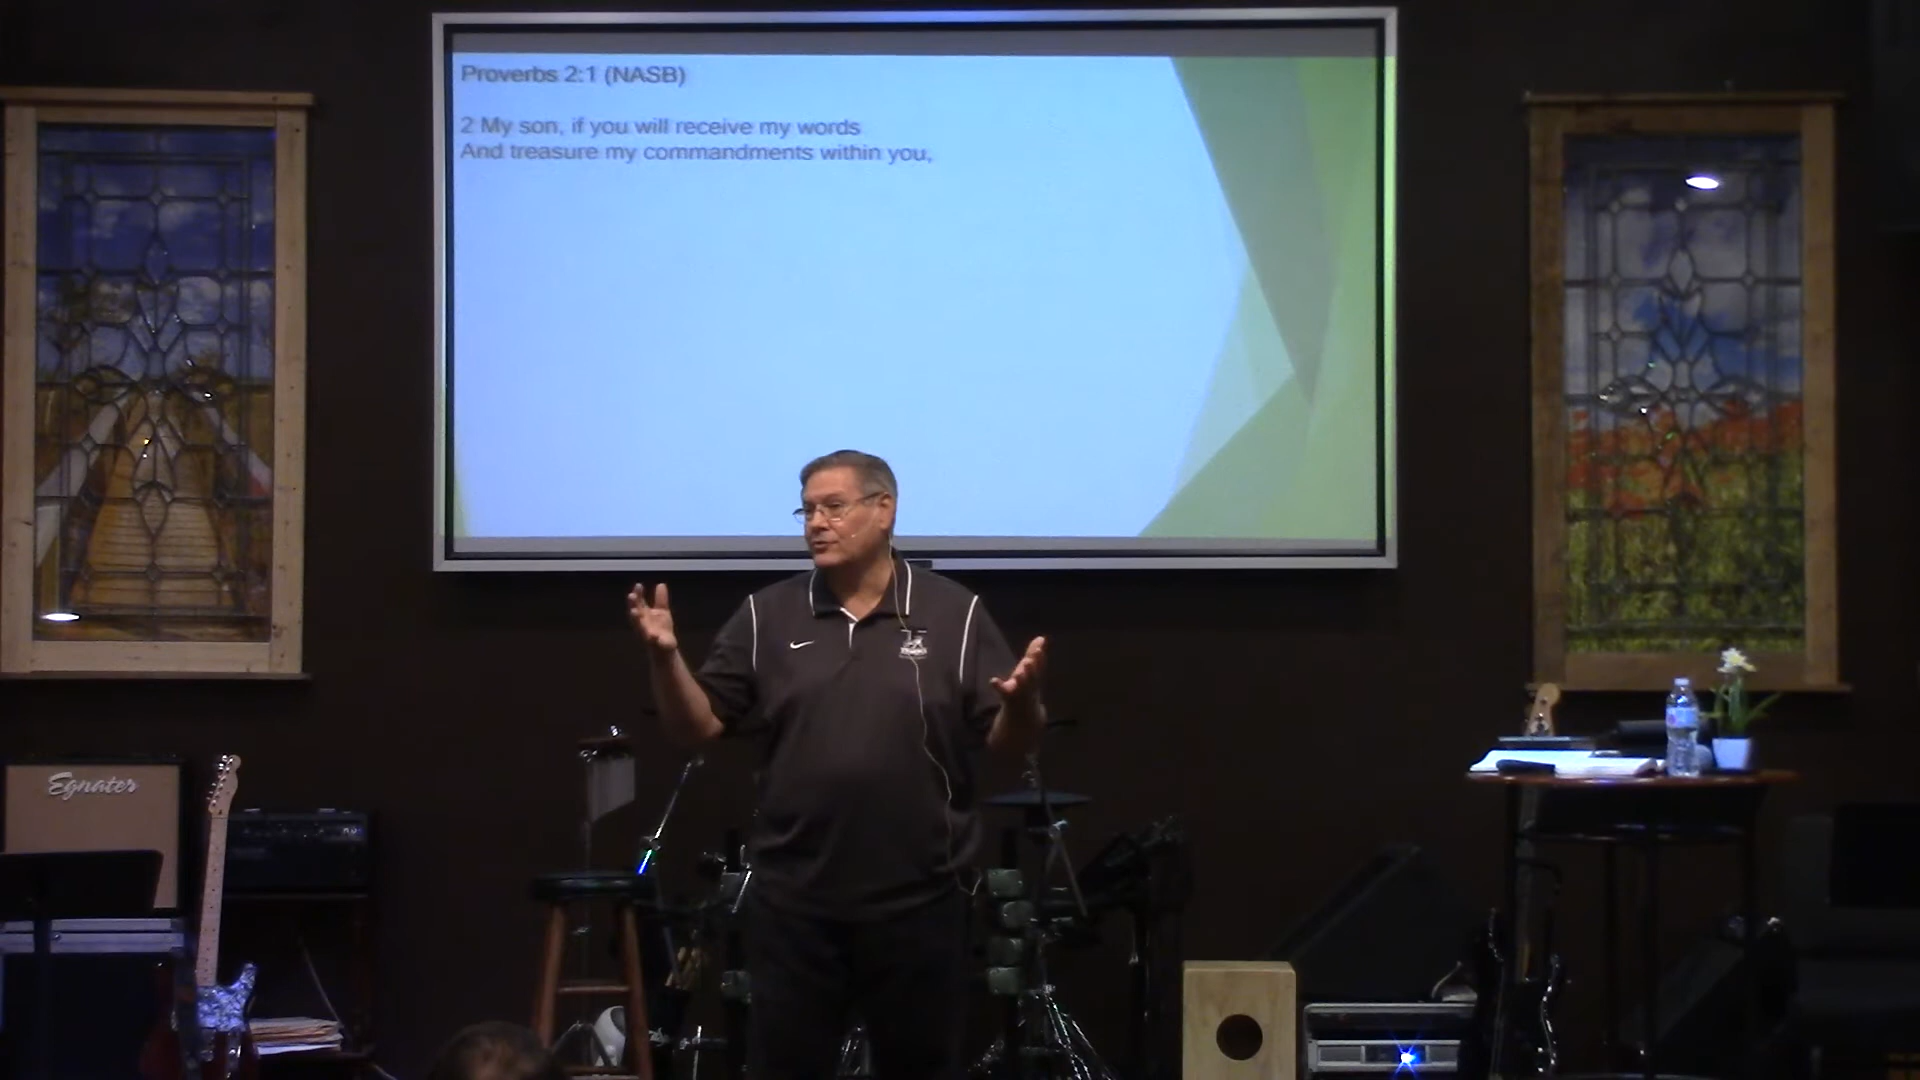 Proverbs 2:1 (NASB)
2 My son, if you will receive my words
And treasure my commandments within you,
Egnater